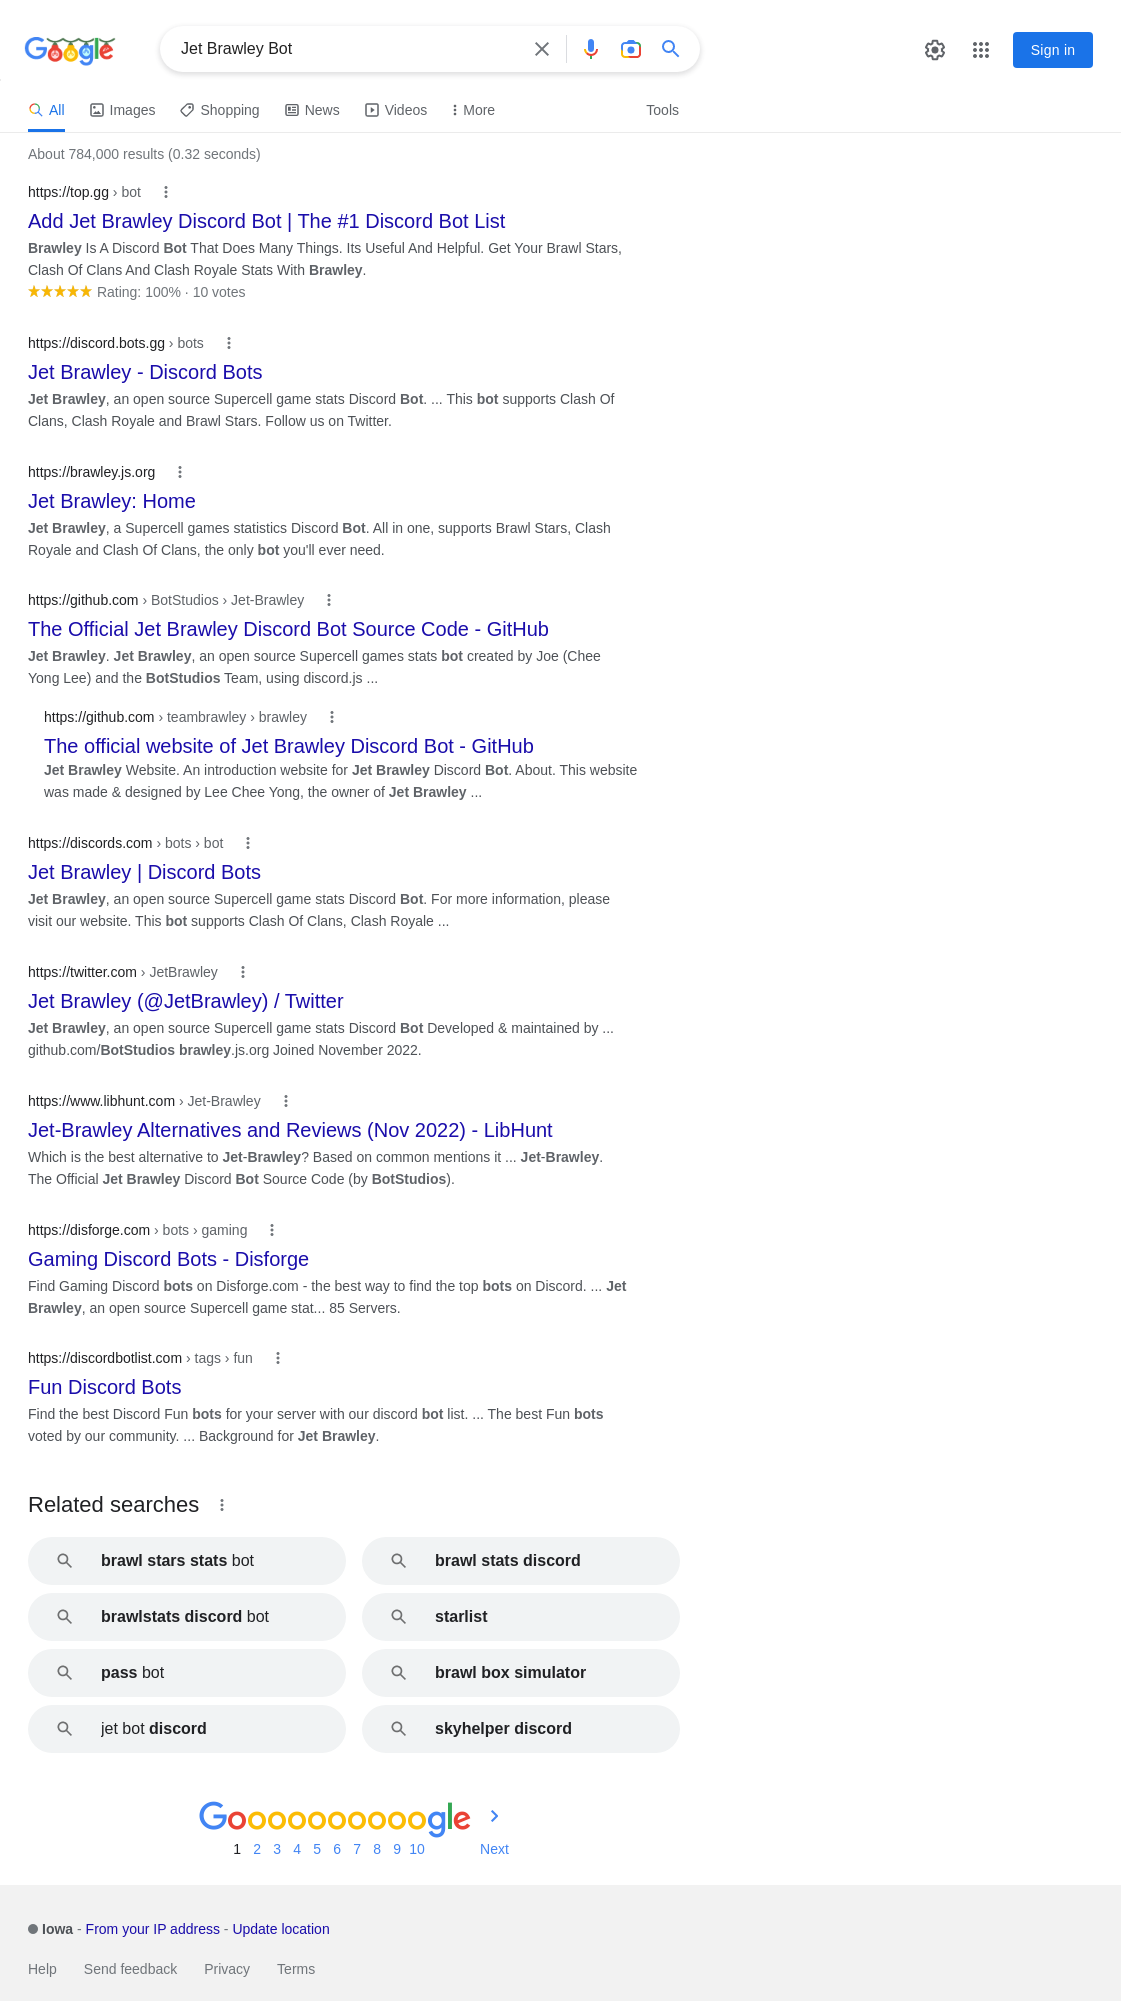 Google
Jet Brawley Bot
Sign in
All
Images
Shopping
News
Videos
More
Tools
About 784,000 results (0.32 seconds)
https://top.gg › bot
Add Jet Brawley Discord Bot | The #1 Discord Bot List
Brawley Is A Discord Bot That Does Many Things. Its Useful And Helpful. Get Your Brawl Stars,
Clash Of Clans And Clash Royale Stats With Brawley.
Rating: 100% · 10 votes
https://discord.bots.gg › bots
Jet Brawley - Discord Bots
Jet Brawley, an open source Supercell game stats Discord Bot. ... This bot supports Clash Of
Clans, Clash Royale and Brawl Stars. Follow us on Twitter.
https://brawley.js.org
Jet Brawley: Home
Jet Brawley, a Supercell games statistics Discord Bot. All in one, supports Brawl Stars, Clash
Royale and Clash Of Clans, the only bot you'll ever need.
https://github.com › BotStudios › Jet-Brawley
The Official Jet Brawley Discord Bot Source Code - GitHub
Jet Brawley. Jet Brawley, an open source Supercell games stats bot created by Joe (Chee
Yong Lee) and the BotStudios Team, using discord.js ...
https://github.com › teambrawley › brawley
The official website of Jet Brawley Discord Bot - GitHub
Jet Brawley Website. An introduction website for Jet Brawley Discord Bot. About. This website
was made & designed by Lee Chee Yong, the owner of Jet Brawley ...
https://discords.com › bots › bot
Jet Brawley | Discord Bots
Jet Brawley, an open source Supercell game stats Discord Bot. For more information, please
visit our website. This bot supports Clash Of Clans, Clash Royale ...
https://twitter.com › JetBrawley
Jet Brawley (@JetBrawley) / Twitter
Jet Brawley, an open source Supercell game stats Discord Bot Developed & maintained by ...
github.com/BotStudios brawley.js.org Joined November 2022.
https://www.libhunt.com › Jet-Brawley
Jet-Brawley Alternatives and Reviews (Nov 2022) - LibHunt
Which is the best alternative to Jet-Brawley? Based on common mentions it ... Jet-Brawley.
The Official Jet Brawley Discord Bot Source Code (by BotStudios).
https://disforge.com › bots › gaming
Gaming Discord Bots - Disforge
Find Gaming Discord bots on Disforge.com - the best way to find the top bots on Discord. ... Jet
Brawley, an open source Supercell game stat... 85 Servers.
https://discordbotlist.com › tags › fun
Fun Discord Bots
Find the best Discord Fun bots for your server with our discord bot list. ... The best Fun bots
voted by our community. ... Background for Jet Brawley.
Related searches
brawl stars stats bot
brawl stats discord
brawlstats discord bot
starlist
pass bot
brawl box simulator
jet bot discord
skyhelper discord
Goooooooooogle
1 2 3 4 5 6 7 8 9 10 Next
Iowa - From your IP address - Update location
Help Send feedback Privacy Terms